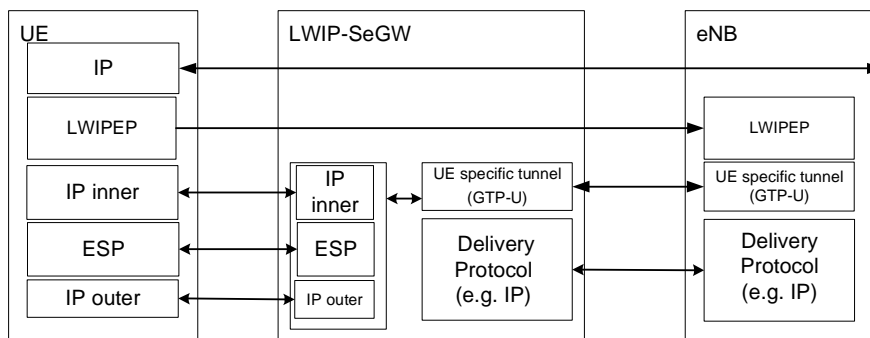 UE
LWIP-SeGW
eNB
IP
LWIPEP
LWIPEP
IP inner
IP
inner
UE specific tunnel
(GTP-U)
UE specific tunnel
(GTP-U)
ESP
ESP
Delivery
Protocol
(e.g. IP)
Delivery
Protocol
(e.g. IP)
IP outer
IP outer